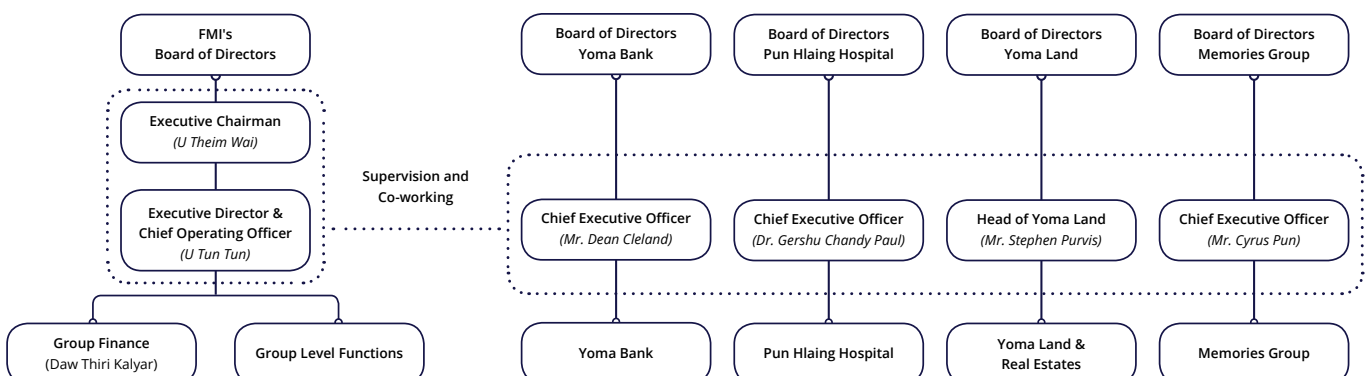 FMI's
Board of Directors
Board of Directors
Yoma Bank
Board of Directors
Pun Hlaing Hospital
Board of Directors
Yoma Land
Board of Directors
Memories Group
Executive Chairman
(U Theim Wai)
Supervision and
Co-working
Executive Director &
Chief Operating Officer
(U Tun Tun)
Chief Executive Officer
(Mr. Dean Cleland)
Chief Executive Officer
(Dr. Gershu Chandy Paul)
Head of Yoma Land
(Mr. Stephen Purvis)
Chief Executive Officer
(Mr. Cyrus Pun)
Group Finance
(Daw Thiri Kalyar)
Group Level Functions
Yoma Bank
Pun Hlaing Hospital
Yoma Land &
Real Estates
Memories Group